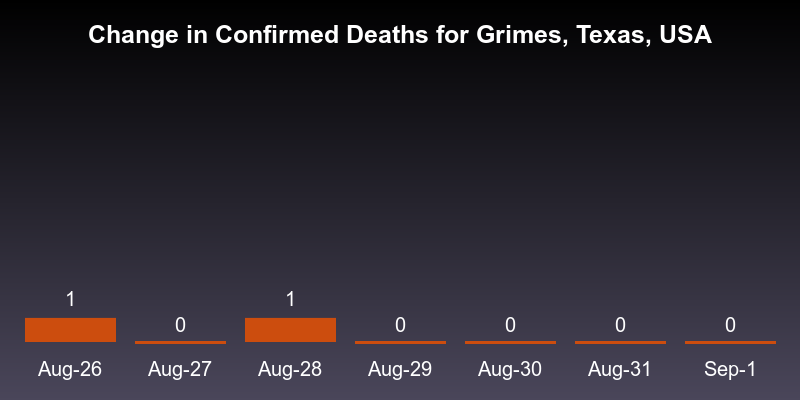 Change in Confirmed Deaths for Grimes, Texas, USA
1 0 1 0 0 0 0
Aug-26 Aug-27 Aug-28 Aug-29 Aug-30 Aug-31 Sep-1